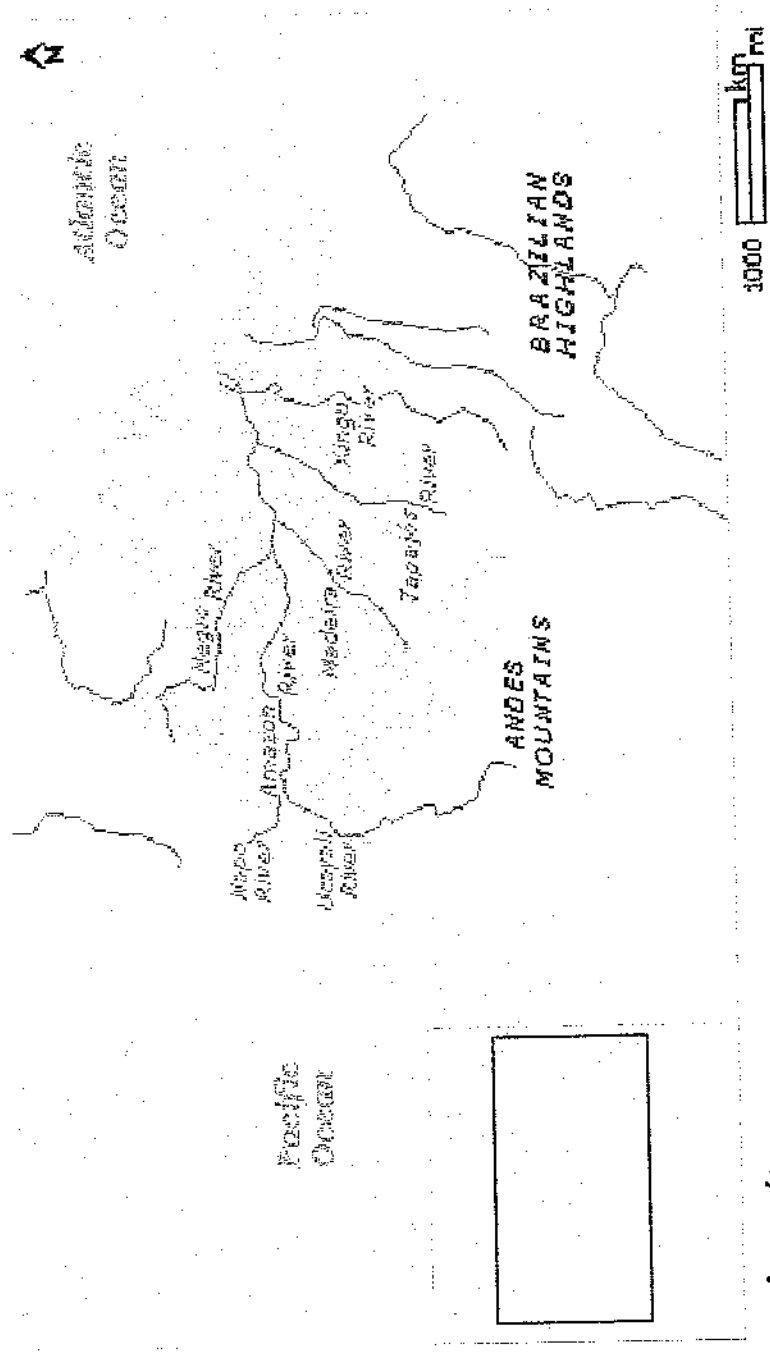 N
Atlantic
Ocean
Negro
River
Napo
River
Amazon
River
Ucayali
River
Madeira
River
Tapajós
River
Xingu
River
Pacific
Ocean
ANDES
MOUNTAINS
BRAZILIAN
HIGHLANDS
1000
km
mi